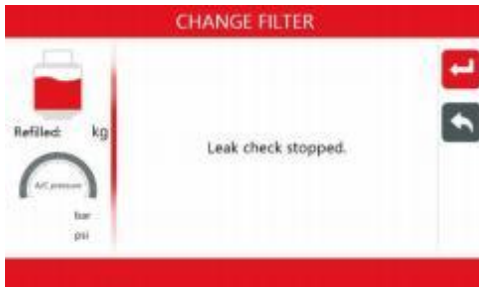 CHANGE FILTER
Refilled: kg
Leak check stopped.
A/C pressure
bar
psi